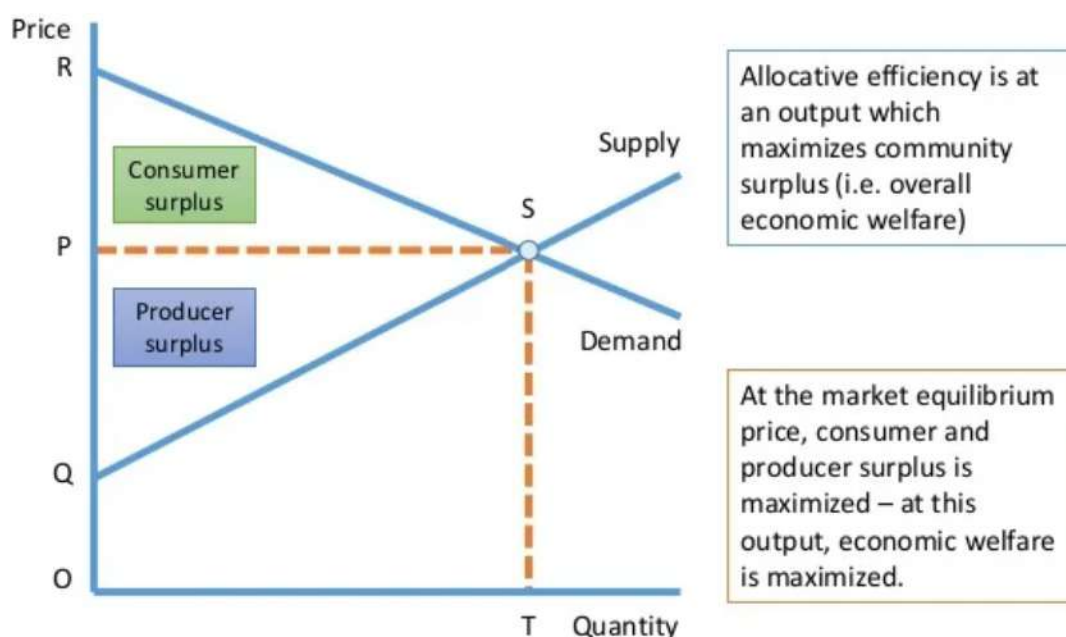 Price
R
Consumer
surplus
P
Producer
surplus
Q
O
S
Supply
Demand
T
Quantity
Allocative efficiency is at
an output which
maximizes community
surplus (i.e. overall
economic welfare)
At the market equilibrium
price, consumer and
producer surplus is
maximized – at this
output, economic welfare
is maximized.